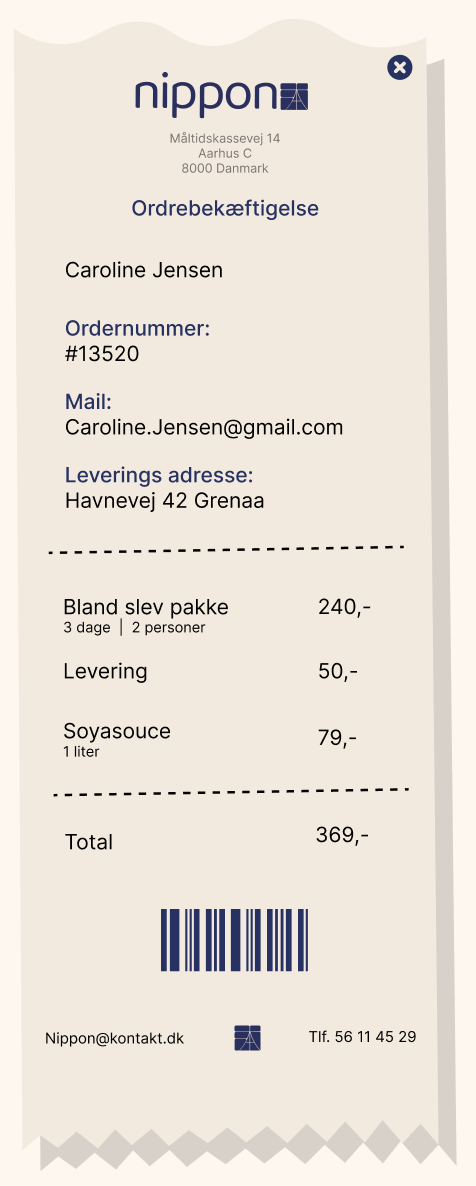 nippon
Måltidskassevej 14
Aarhus C
8000 Danmark
Ordrebekæftigelse
Caroline Jensen
Ordernummer:
#13520
Mail:
Caroline.Jensen@gmail.com
Leverings adresse:
Havnevej 42 Grenaa
Bland slev pakke 240,-
3 dage | 2 personer
Levering 50,-
Soyasouce 79,-
1 liter
Total 369,-
Nippon@kontakt.dk Tlf. 56 11 45 29